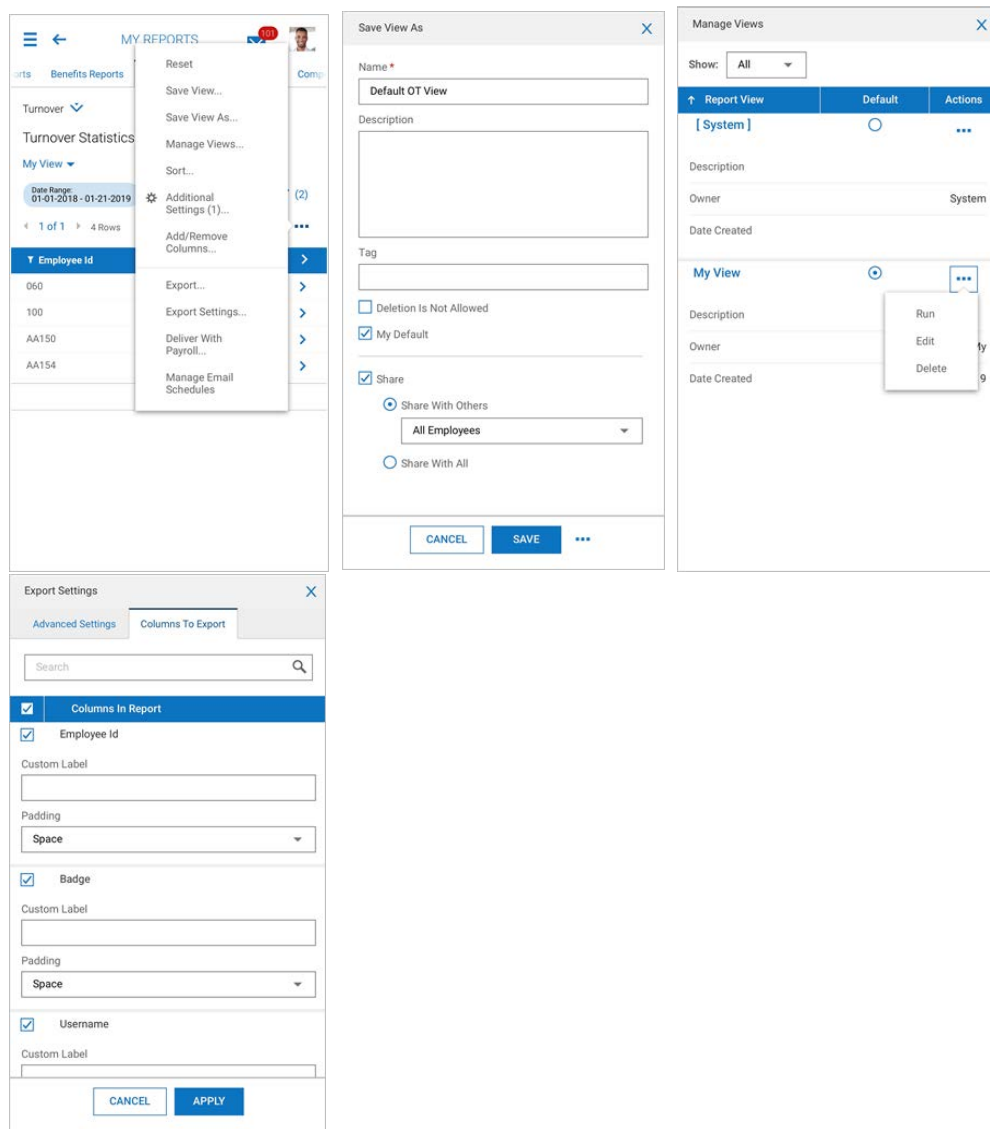 MY REPORTS
101
orts
Benefits Reports
Comp
Turnover
Turnover Statistics
My View
Date Range:
01-01-2018 - 01-21-2019
(2)
1 of 1
4 Rows
Employee Id
060
100
AA150
AA154
Reset
Save View...
Save View As...
Manage Views...
Sort...
Additional
Settings (1)...
Add/Remove
Columns...
Export...
Export Settings...
Deliver With
Payroll...
Manage Email
Schedules
Save View As
Name *
Default OT View
Description
Tag
Deletion Is Not Allowed
My Default
Share
Share With Others
All Employees
Share With All
CANCEL
SAVE
Manage Views
Show:
All
Report View
Default
Actions
[ System ]
Description
Owner
System
Date Created
My View
Description
Owner
My
Date Created
9
Run
Edit
Delete
Export Settings
Advanced Settings
Columns To Export
Search
Columns In Report
Employee Id
Custom Label
Padding
Space
Badge
Custom Label
Padding
Space
Username
Custom Label
CANCEL
APPLY